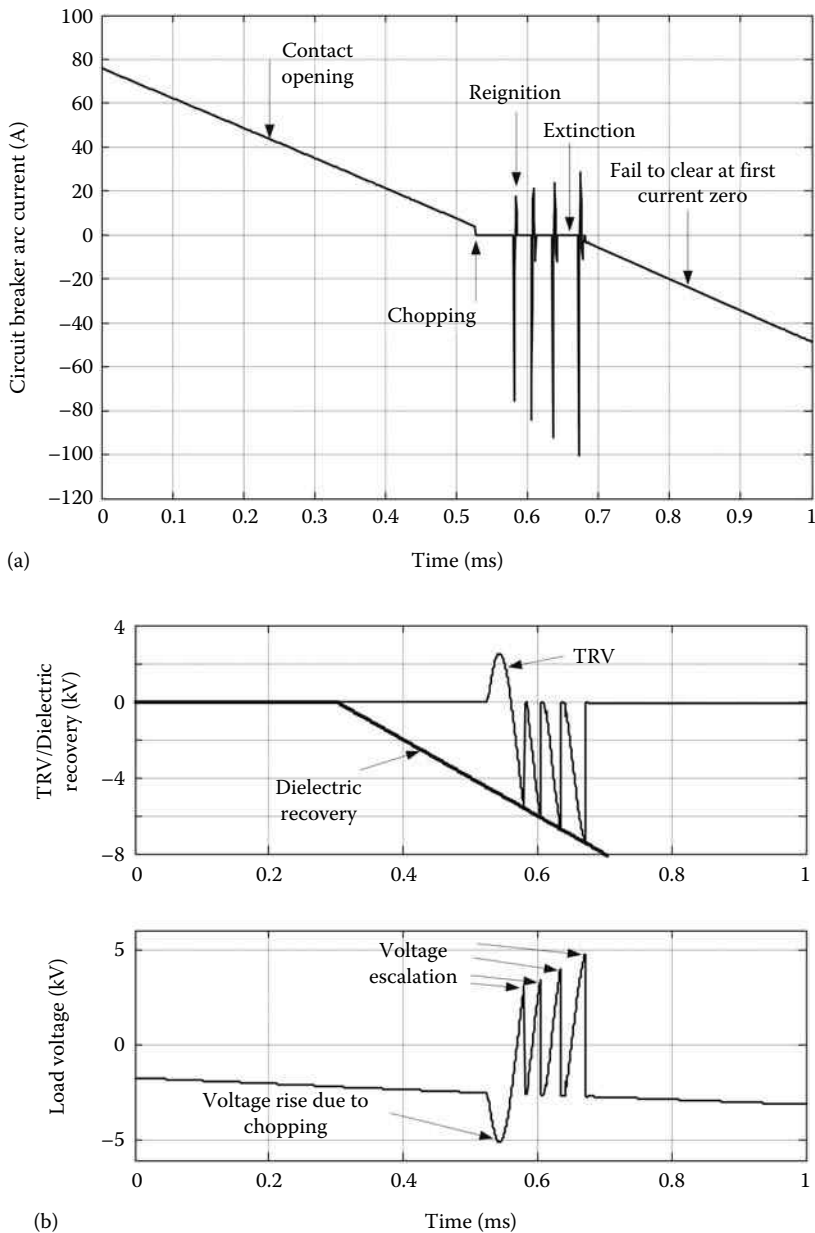 100
80
60
40
20
0
−20
−40
−60
−80
−100
−120
Circuit breaker arc current (A)
Contact
opening
Reignition
Extinction
Fail to clear at first
current zero
Chopping
0
0.1
0.2
0.3
0.4
0.5
0.6
0.7
0.8
0.9
1
(a)
Time (ms)
4
0
−4
−8
TRV/Dielectric
recovery (kV)
TRV
Dielectric
recovery
0
0.2
0.4
0.6
0.8
1
5
0
−5
Load voltage (kV)
Voltage
escalation
Voltage rise due to
chopping
0
0.2
0.4
0.6
0.8
1
(b)
Time (ms)